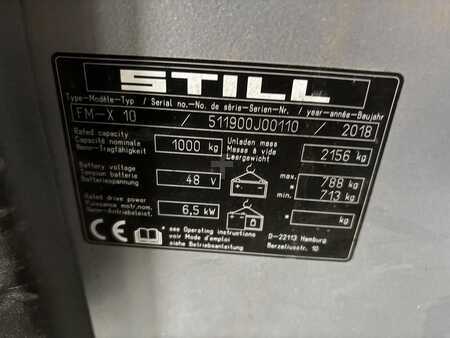 STILL
Type-Modèle-Typ / Serial no.-No. de série-Serien-Nr. / year-année-Baujahr
FM-X 10 / 511900J00110 / 2018
Rated capacity
Capacité nominale
Nenn-Tragfähigkeit
1000 kg
Unladen mass
Masse à vide
Leergewicht
2156 kg
Battery voltage
Tension batterie
Batteriespannung
48 V
max. 788 kg
min. 713 kg
Rated drive power
Puissance motr.nom.
Nenn-Antriebsleist.
6,5 kW
* kg
CE
* see Operating instructions
voir Mode d'emploi
siehe Betriebsanleitung
D-22113 Hamburg
Berzeliusstr. 10